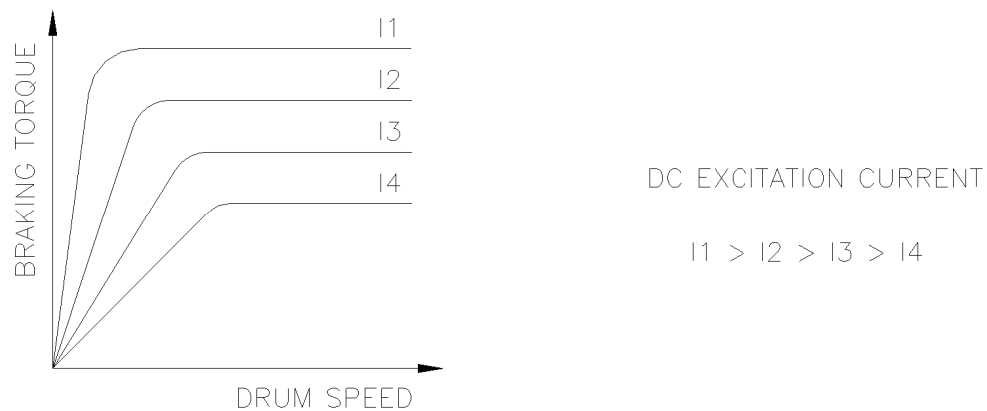 I1
I2
I3
I4
BRAKING TORQUE
DRUM SPEED
DC EXCITATION CURRENT
I1 > I2 > I3 > I4